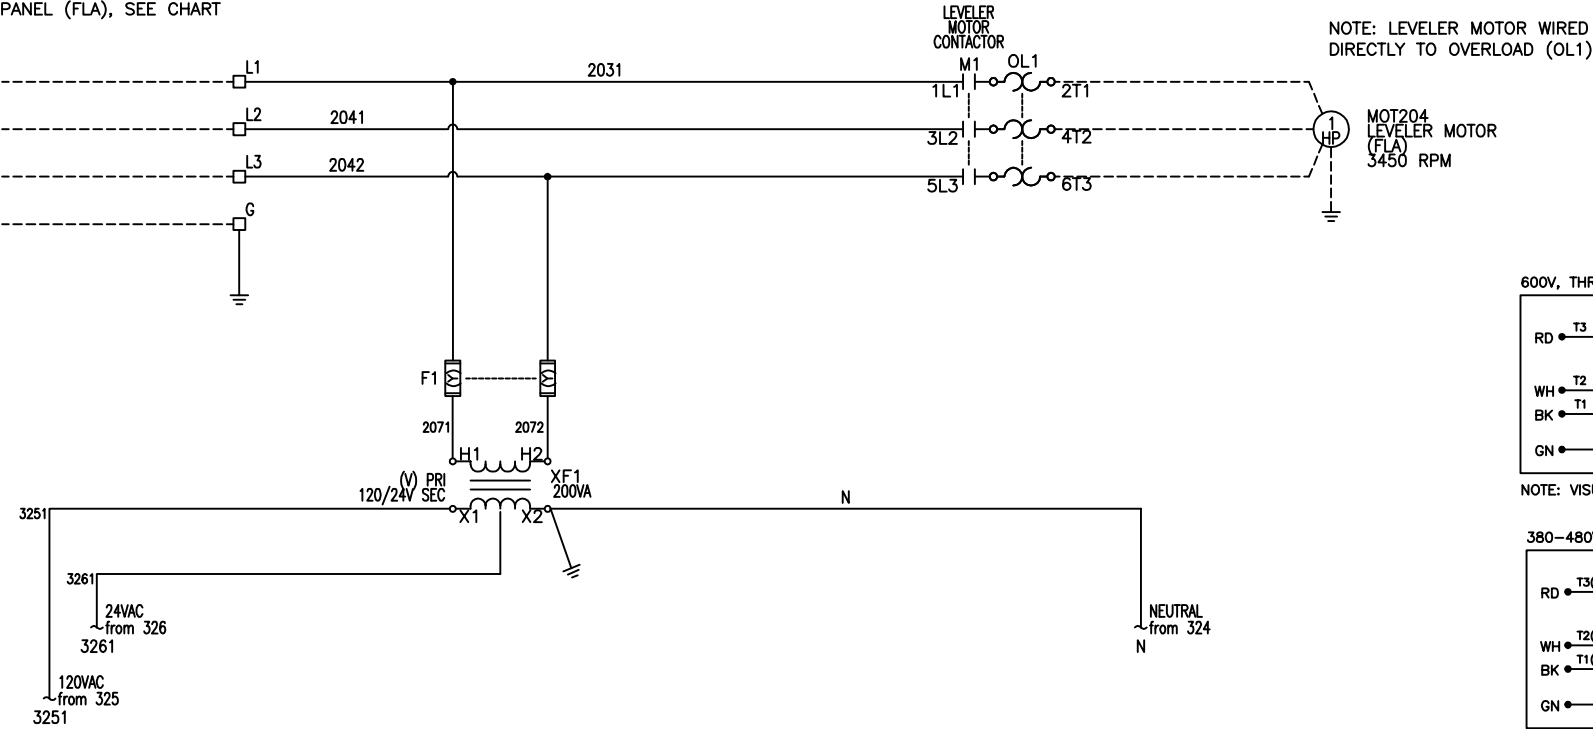 PANEL (FLA), SEE CHART
LEVELER
MOTOR
CONTACTOR
NOTE: LEVELER MOTOR WIRED
DIRECTLY TO OVERLOAD (OL1)
L1
2031
M1
OL1
1L1
2T1
L2
2041
3L2
4T2
1
HP
MOT204
LEVELER MOTOR
(FLA)
3450 RPM
L3
2042
5L3
6T3
G
600V, THR
RD
T3
WH
T2
BK
T1
GN
NOTE: VISU
F1
2071
2072
H1
H2
(V) PRI
120/24V SEC
XF1
200VA
X1
X2
3251
N
3261
24VAC
from 326
3261
120VAC
from 325
3251
NEUTRAL
from 324
N
380-480V
RD
T3(
WH
T2(
BK
T1(
GN